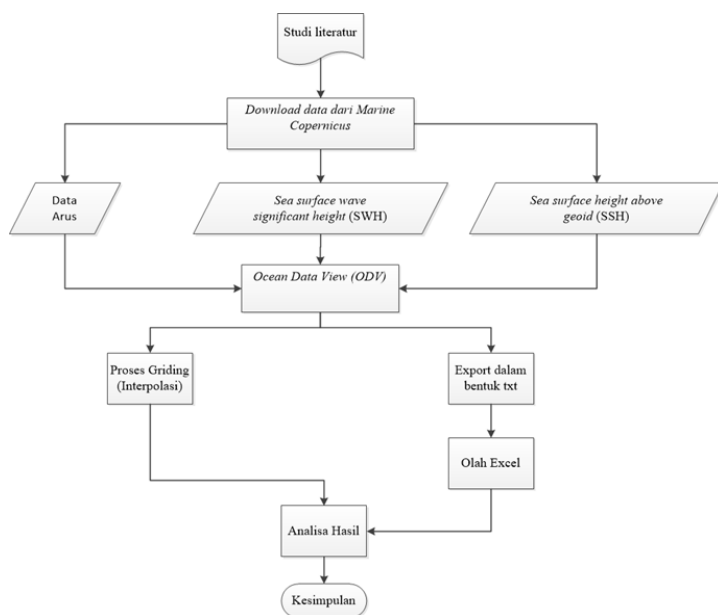 Studi literatur
Download data dari Marine
Copernicus
Data
Arus
Sea surface wave
significant height (SWH)
Sea surface height above
geoid (SSH)
Ocean Data View (ODV)
Proses Griding
(Interpolasi)
Export dalam
bentuk txt
Olah Excel
Analisa Hasil
Kesimpulan